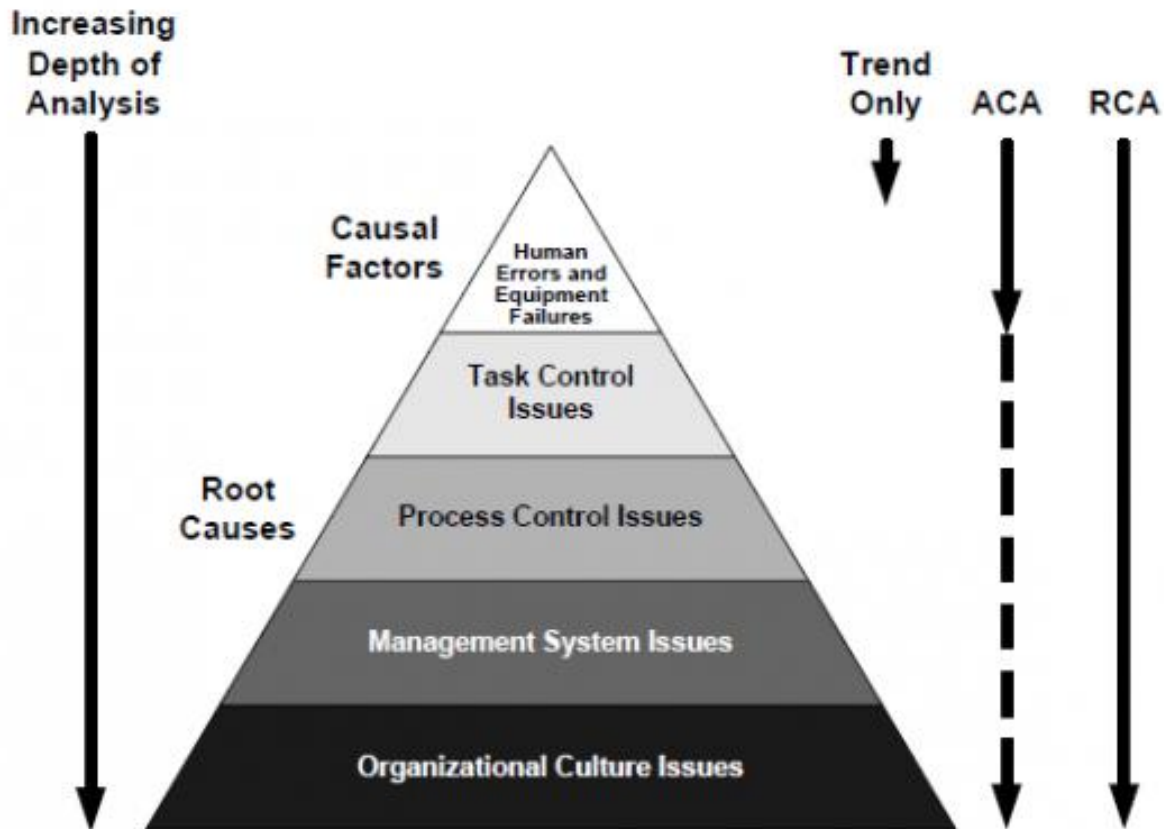 Increasing
Depth of
Analysis
Trend
Only
ACA
RCA
Causal
Factors
Human
Errors and
Equipment
Failures
Task Control
Issues
Root
Causes
Process Control Issues
Management System Issues
Organizational Culture Issues